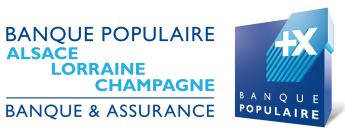 BANQUE POPULAIRE
ALSACE
LORRAINE
CHAMPAGNE
BANQUE & ASSURANCE
+X
BANQUE
POPULAIRE